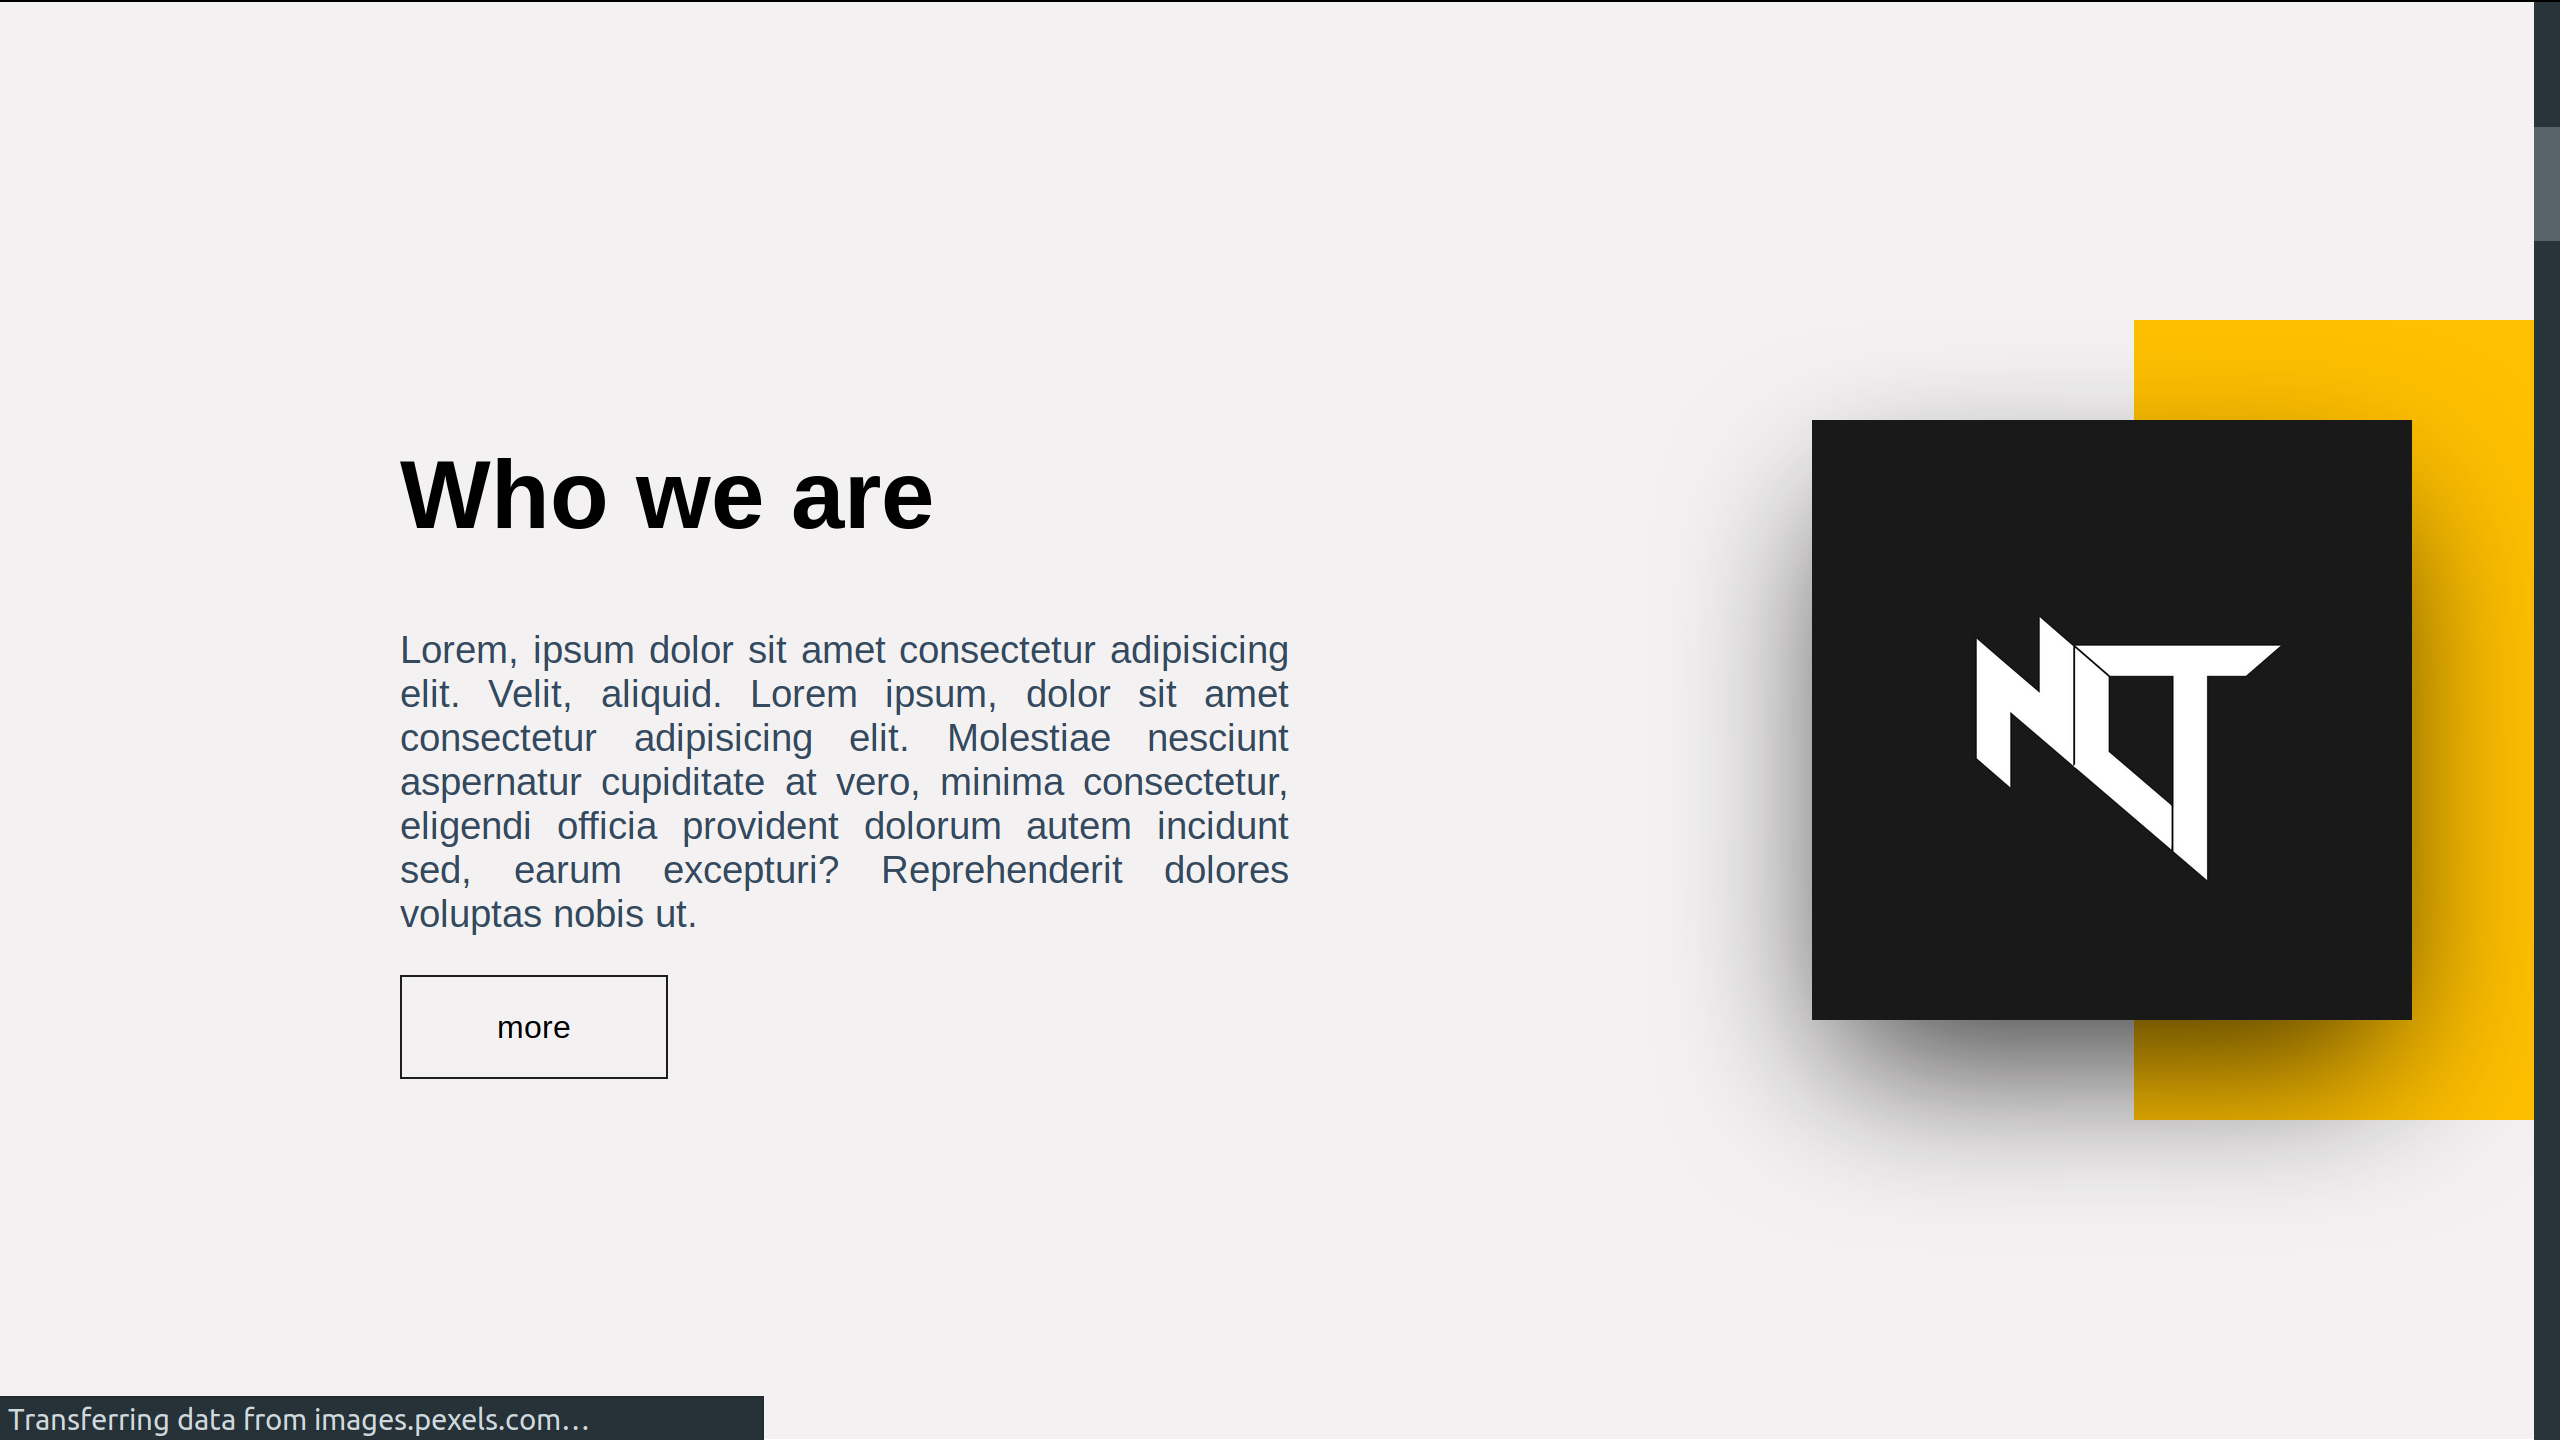 Who we are
Lorem, ipsum dolor sit amet consectetur adipisicing
elit. Velit, aliquid. Lorem ipsum, dolor sit amet
consectetur adipisicing elit. Molestiae nesciunt
aspernatur cupiditate at vero, minima consectetur,
eligendi officia provident dolorum autem incidunt
sed, earum excepturi? Reprehenderit dolores
voluptas nobis ut.
more
Transferring data from images.pexels.com…